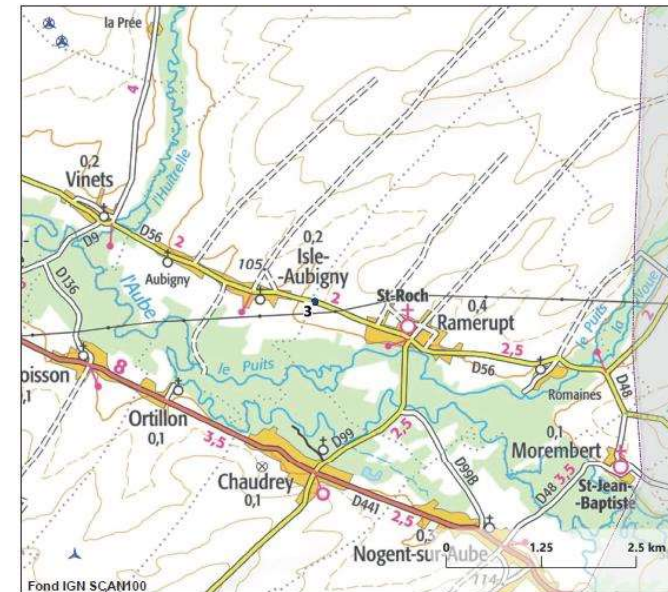 la Prée
4
0,2
Vinets
l'Huitrelle
D56
2
D9
Aubigny
105
0,2
Isle-
-Aubigny
3
2
St-Roch
0,4
Ramerupt
le Puits
la Noue
2
D136
l'Aube
le Puits
2,5
D56
Romaines
D48
8
oisson
0,1
Ortillon
0,1
3,5
D99
2,5
D99B
Chaudrey
0,1
D441
2,5
0,1
Morembert
D48
3,5
St-Jean-
-Baptiste
0,3
Nogent-sur-Aube
114
0
1.25
2.5 km
Fond IGN SCAN100